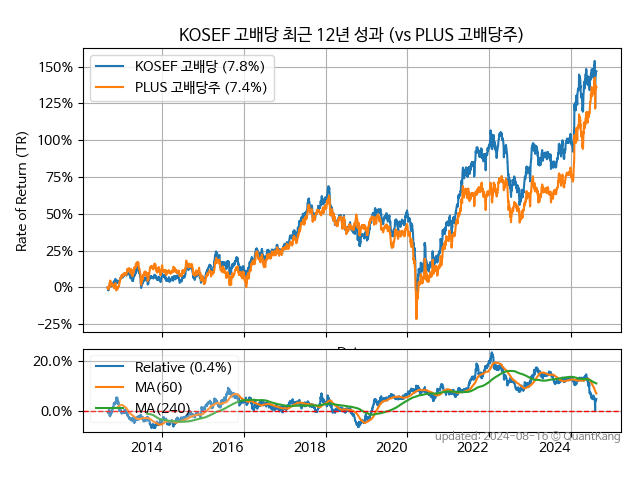 KOSEF 고배당 최근 12년 성과 (vs PLUS 고배당주)
Rate of Return (TR)
150%
125%
100%
75%
50%
25%
0%
−25%
KOSEF 고배당 (7.8%)
PLUS 고배당주 (7.4%)
20.0%
0.0%
Relative (0.4%)
MA(60)
MA(240)
2014 2016 2018 2020 2022 2024
updated: 2024-08-16 © QuantKang